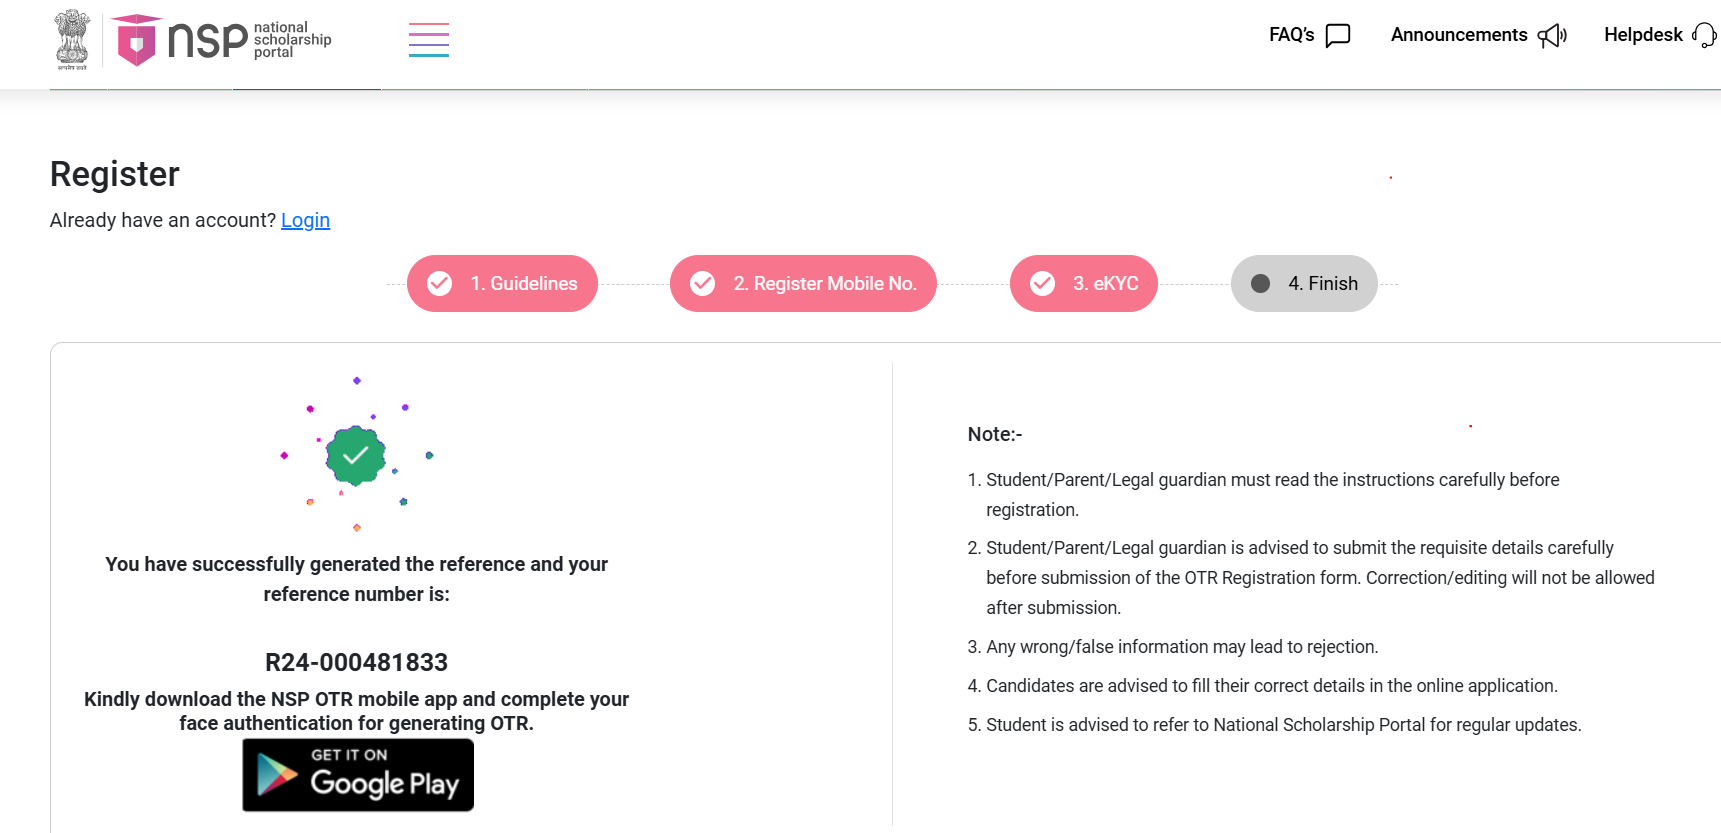 सत्यमेव जयते
nsp
national
scholarship
portal
FAQ's
Announcements
Helpdesk
Register
Already have an account? Login
1. Guidelines
2. Register Mobile No.
3. eKYC
4. Finish
You have successfully generated the reference and your
reference number is:
R24-000481833
Kindly download the NSP OTR mobile app and complete your
face authentication for generating OTR.
GET IT ON
Google Play
Note:-
1. Student/Parent/Legal guardian must read the instructions carefully before
registration.
2. Student/Parent/Legal guardian is advised to submit the requisite details carefully
before submission of the OTR Registration form. Correction/editing will not be allowed
after submission.
3. Any wrong/false information may lead to rejection.
4. Candidates are advised to fill their correct details in the online application.
5. Student is advised to refer to National Scholarship Portal for regular updates.